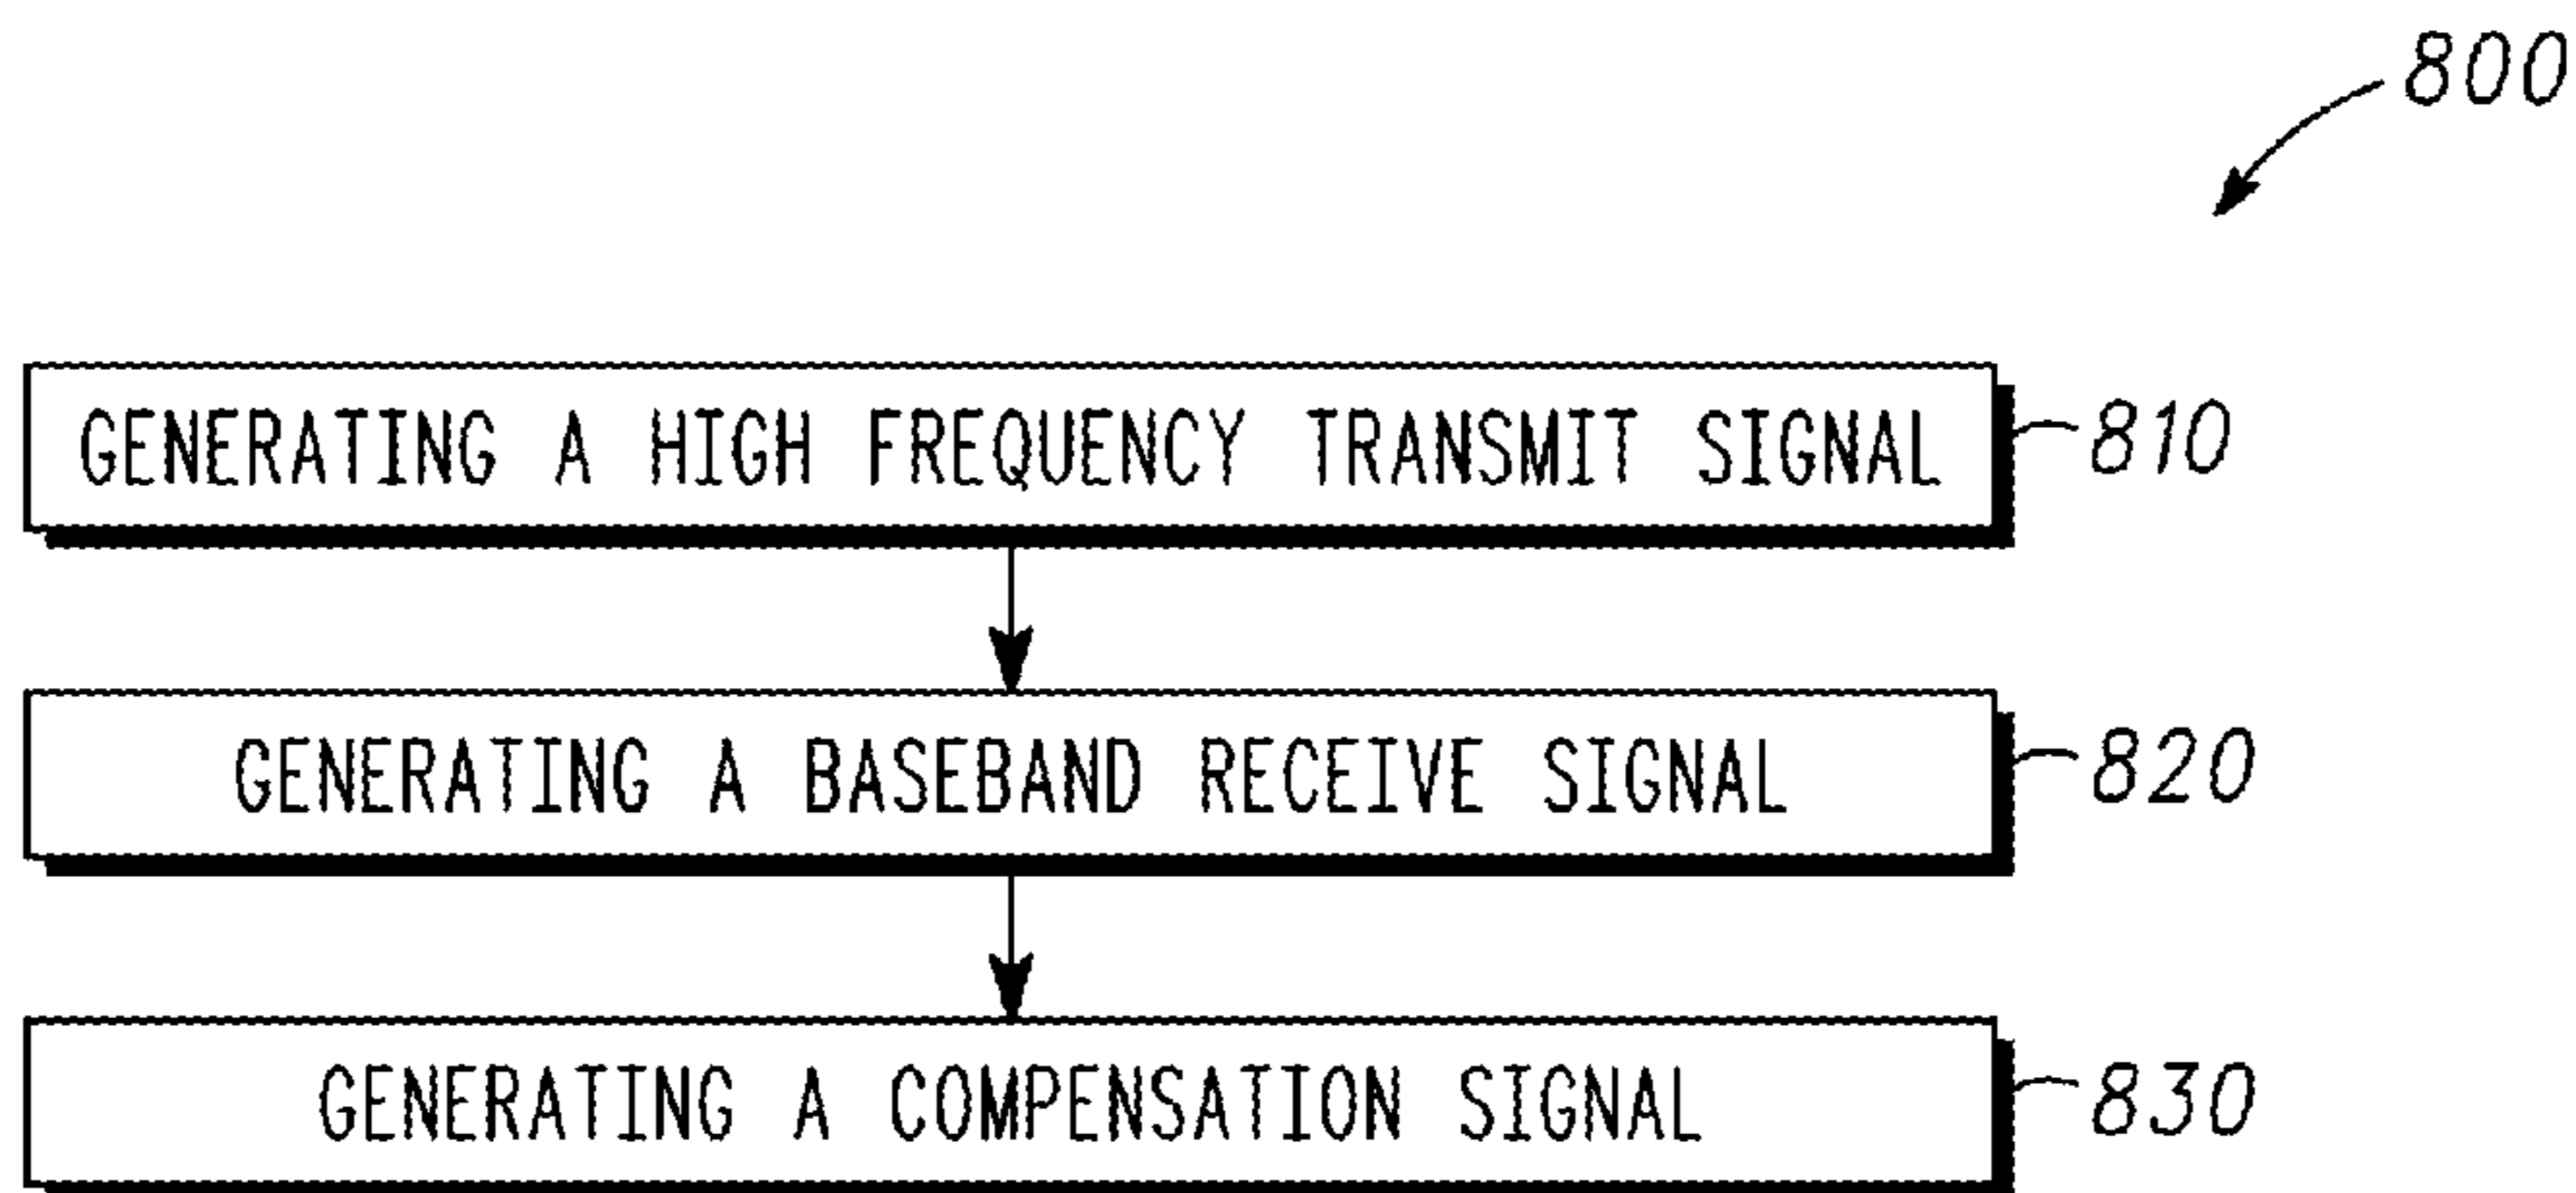 800
GENERATING A HIGH FREQUENCY TRANSMIT SIGNAL
810
GENERATING A BASEBAND RECEIVE SIGNAL
820
GENERATING A COMPENSATION SIGNAL
830